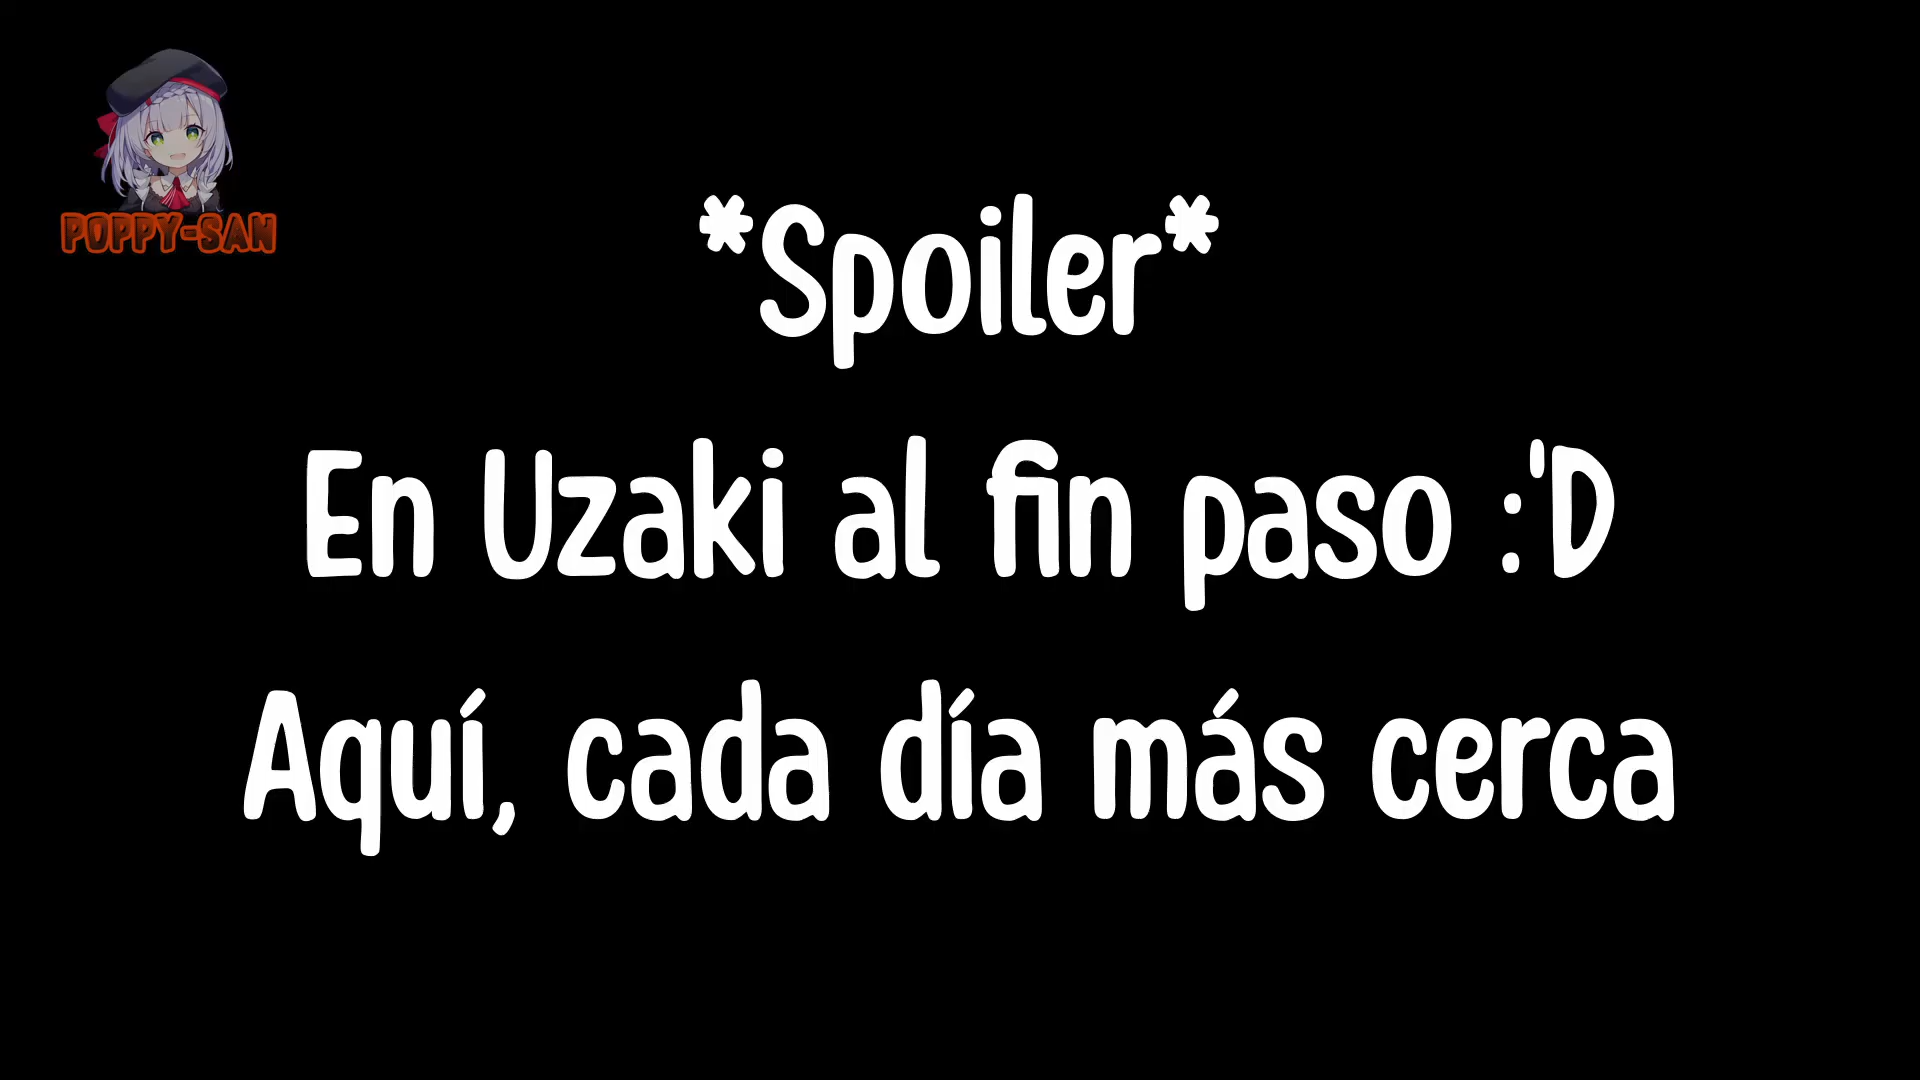 POPPY-SAN
*Spoiler*
En Uzaki al fin paso :'D
Aquí, cada día más cerca